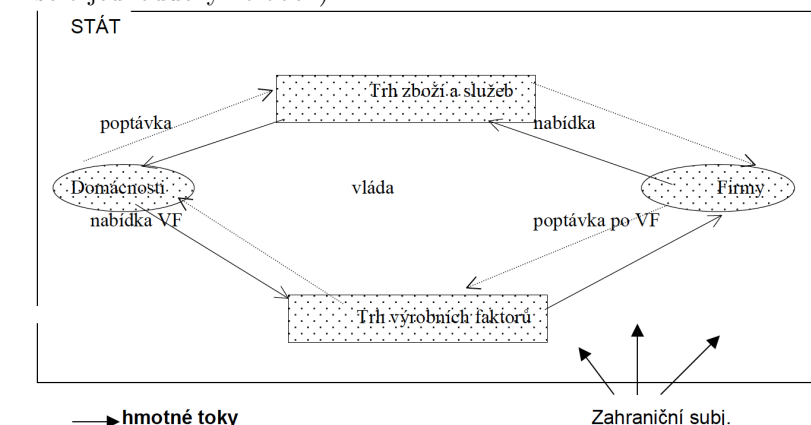 STÁT
Trh zboží a služeb
poptávka
nabídka
Domácnosti
vláda
Firmy
nabídka VF
poptávka po VF
Trh výrobních faktorů
hmotné toky
Zahraniční subj.